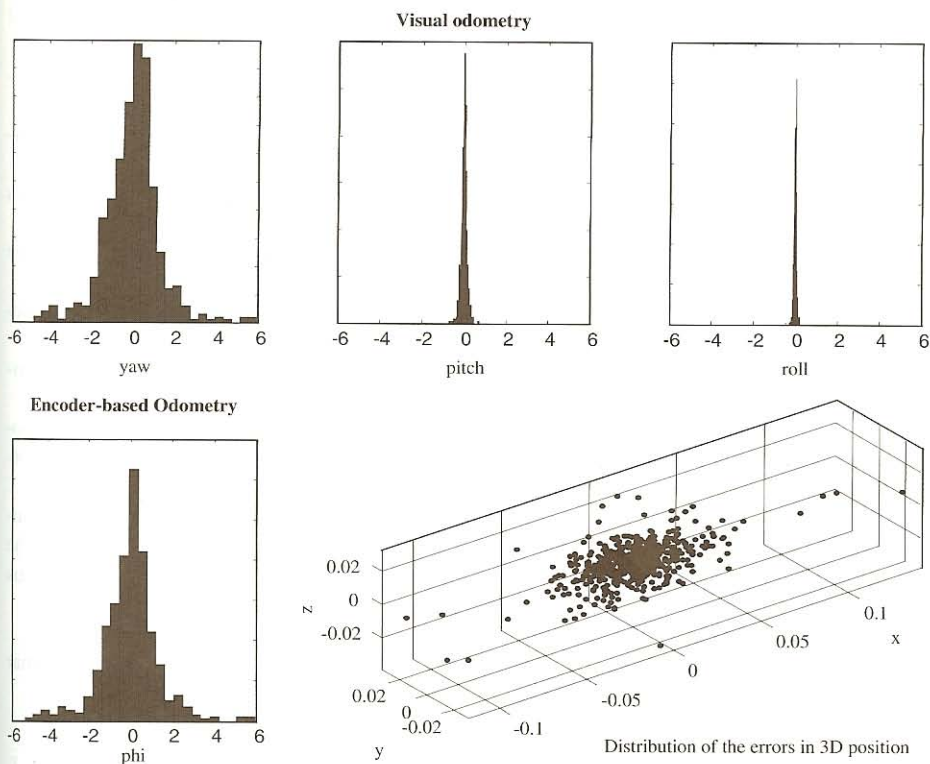 Visual odometry
-6 -4 -2 0 2 4 6
yaw
-6 -4 -2 0 2 4 6
pitch
-6 -4 -2 0 2 4 6
roll
Encoder-based Odometry
-6 -4 -2 0 2 4 6
phi
0.02
0
-0.02
z
0.02
0
-0.02
y
-0.1
-0.05
0
0.05
0.1
x
Distribution of the errors in 3D position